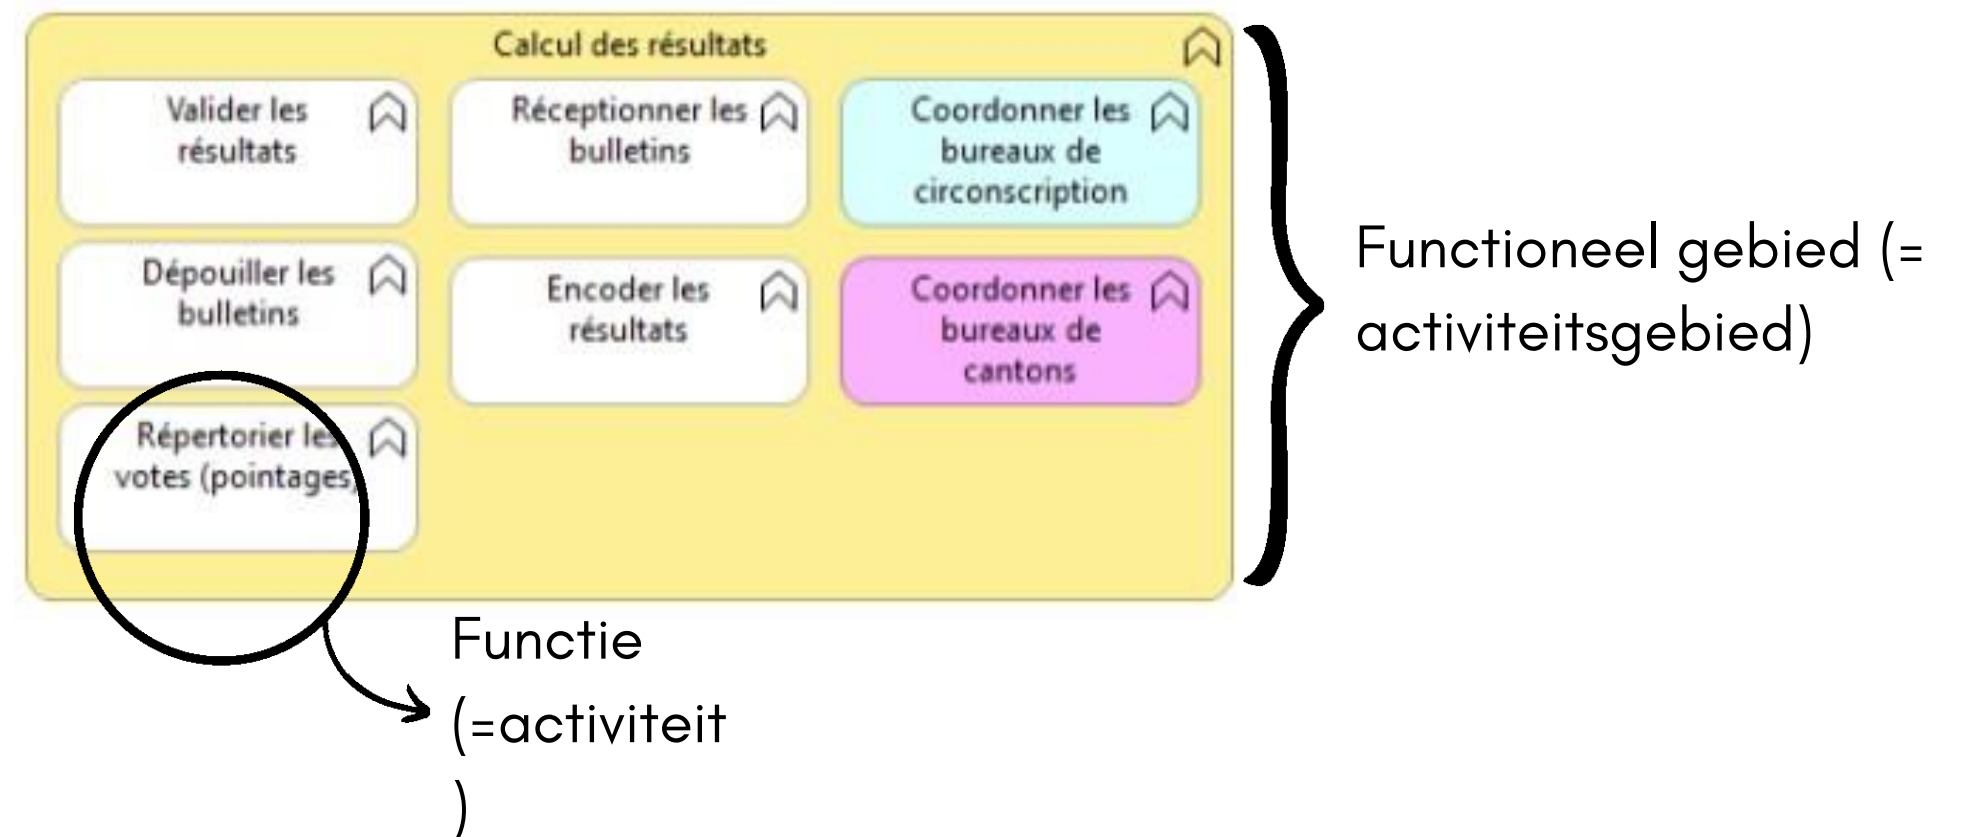 Calcul des résultats
Valider les
résultats
Réceptionner les
bulletins
Coordonner les
bureaux de
circonscription
Dépouiller les
bulletins
Encoder les
résultats
Coordonner les
bureaux de
cantons
Répertorier les
votes (pointages)
Functioneel gebied (=
activiteitsgebied)
Functie
(=activiteit
)